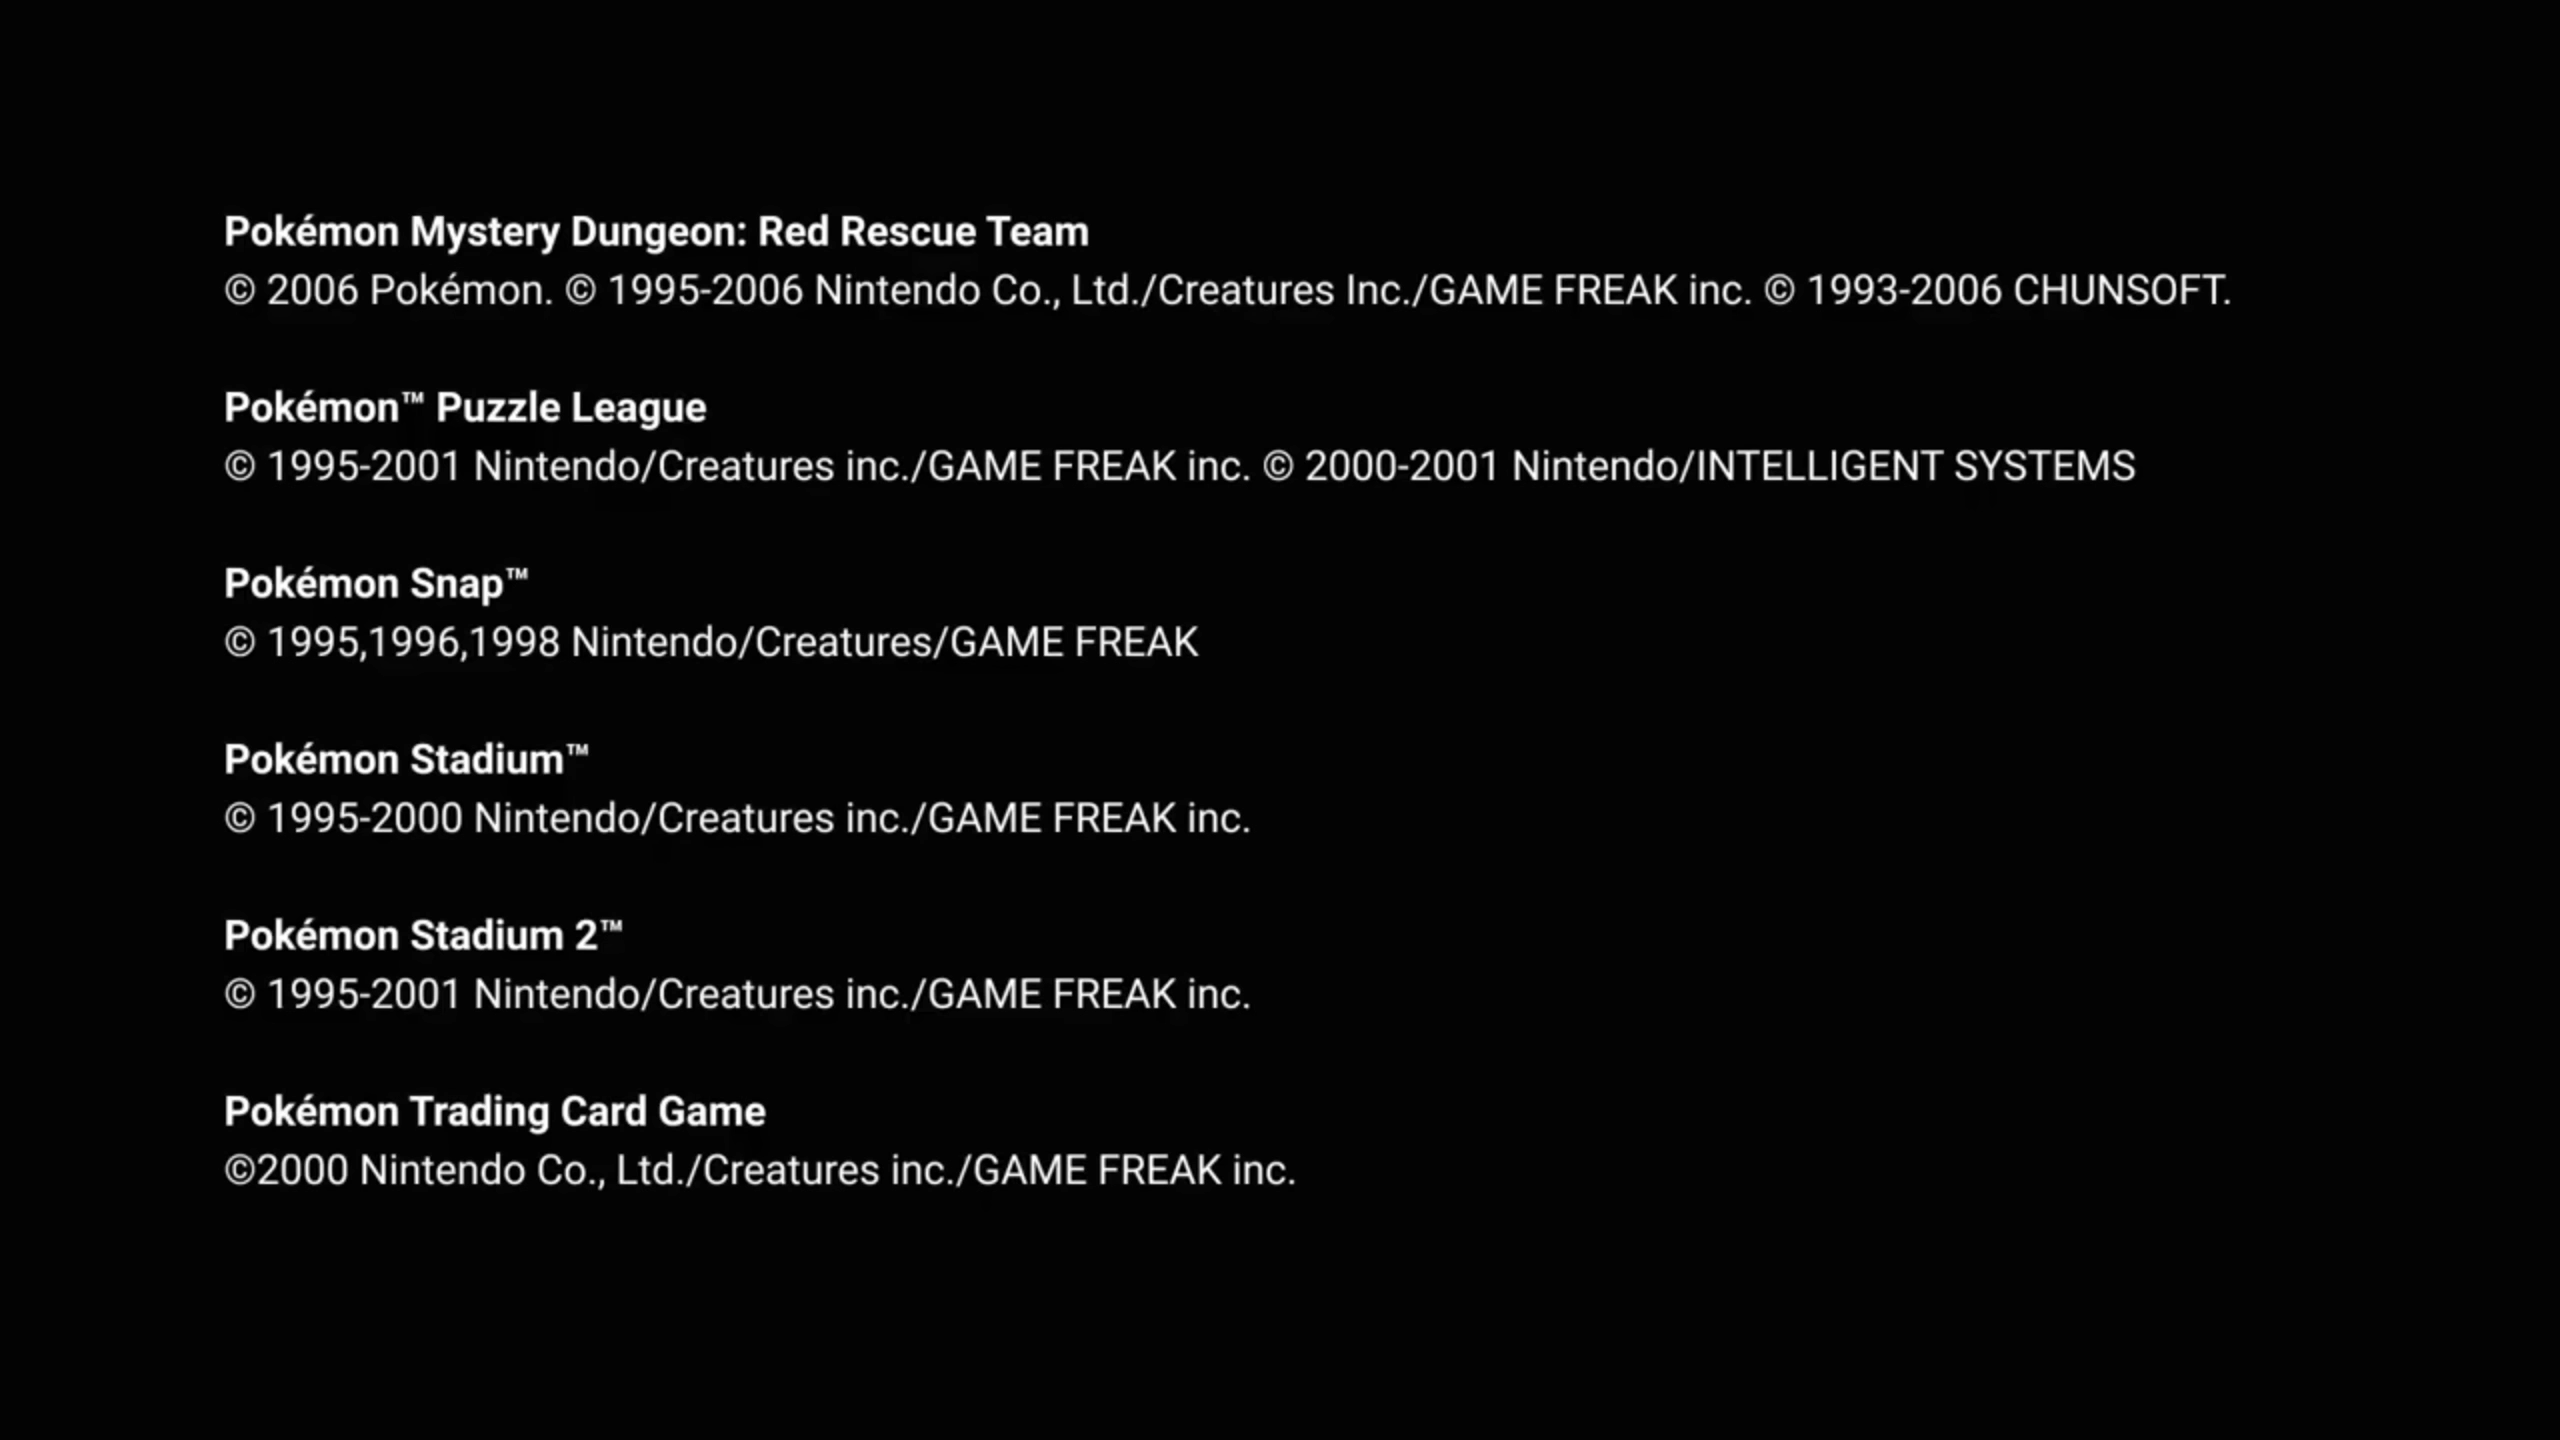 Pokémon Mystery Dungeon: Red Rescue Team
© 2006 Pokémon. © 1995-2006 Nintendo Co., Ltd./Creatures Inc./GAME FREAK inc. © 1993-2006 CHUNSOFT.
Pokémon™ Puzzle League
© 1995-2001 Nintendo/Creatures inc./GAME FREAK inc. © 2000-2001 Nintendo/INTELLIGENT SYSTEMS
Pokémon Snap™
© 1995,1996,1998 Nintendo/Creatures/GAME FREAK
Pokémon Stadium™
© 1995-2000 Nintendo/Creatures inc./GAME FREAK inc.
Pokémon Stadium 2™
© 1995-2001 Nintendo/Creatures inc./GAME FREAK inc.
Pokémon Trading Card Game
©2000 Nintendo Co., Ltd./Creatures inc./GAME FREAK inc.